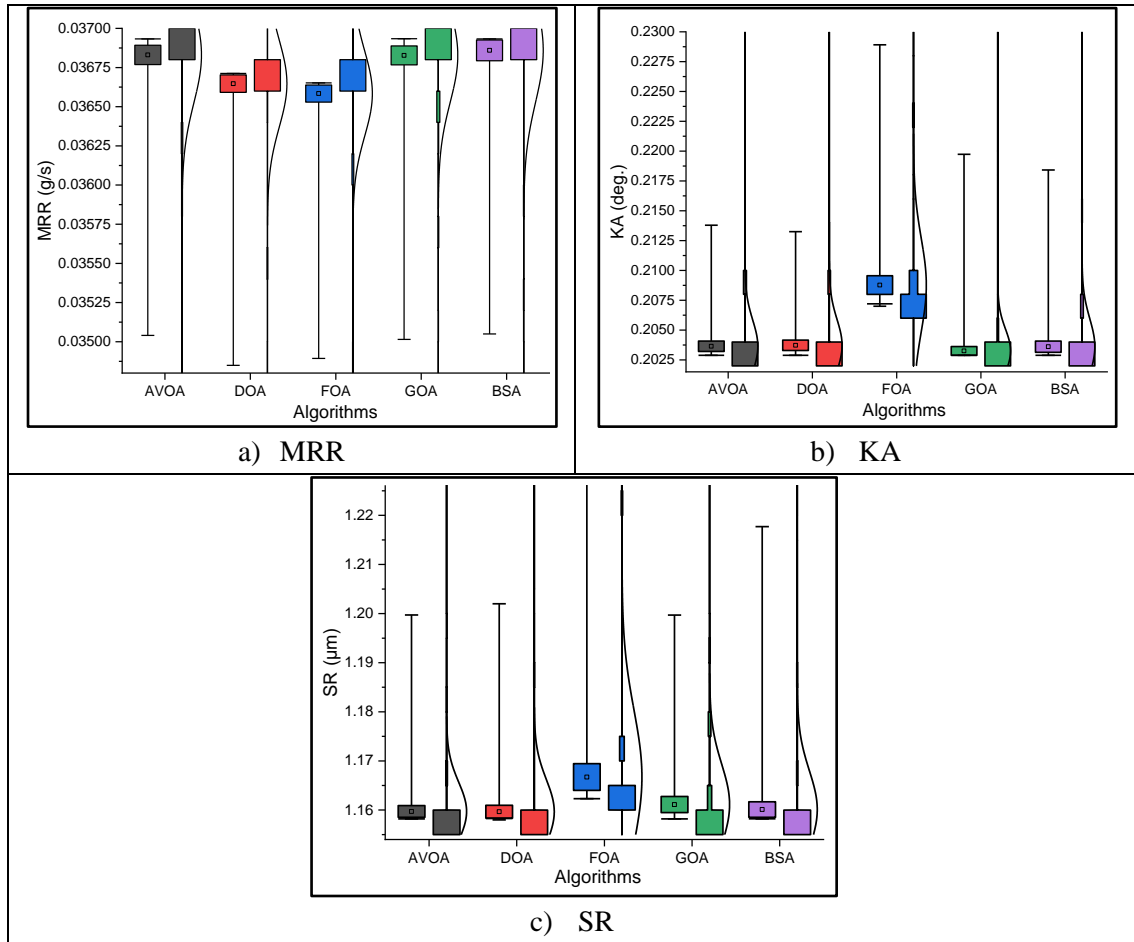 0.03700
0.03675
0.03650
0.03625
0.03600
0.03575
0.03550
0.03525
0.03500
MRR (g/s)
AVOA DOA FOA GOA BSA
Algorithms
a) MRR
0.2300
0.2275
0.2250
0.2225
0.2200
0.2175
0.2150
0.2125
0.2100
0.2075
0.2050
0.2025
KA (deg.)
AVOA DOA FOA GOA BSA
Algorithms
b) KA
1.22
1.21
1.20
1.19
1.18
1.17
1.16
SR (μm)
AVOA DOA FOA GOA BSA
Algorithms
c) SR